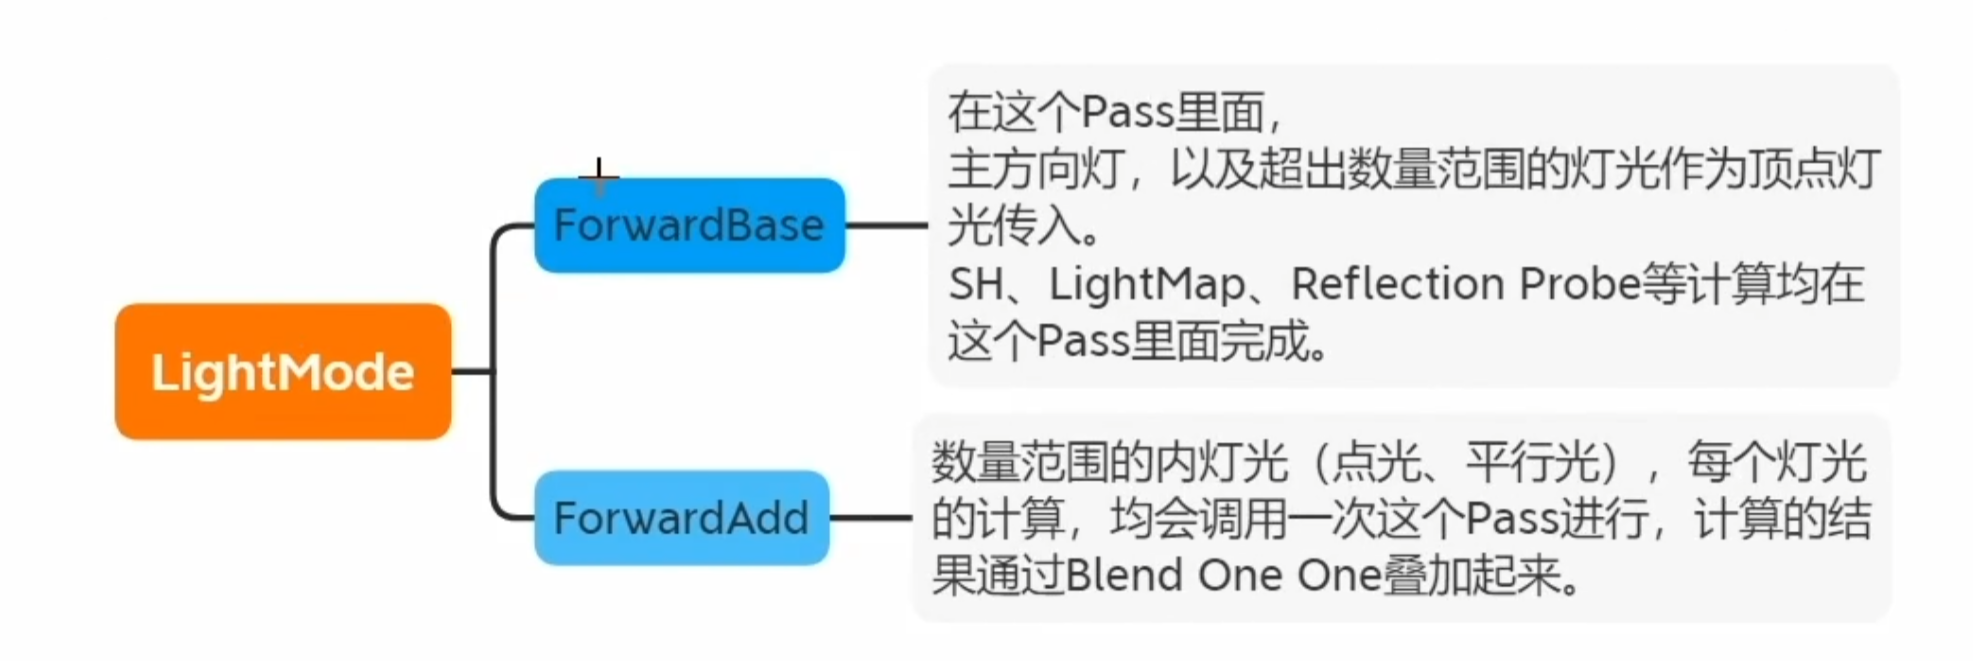 LightMode
ForwardBase
在这个Pass里面，
主方向灯，以及超出数量范围的灯光作为顶点灯
光传入。
SH、LightMap、Reflection Probe等计算均在
这个Pass里面完成。
ForwardAdd
数量范围的内灯光（点光、平行光），每个灯光
的计算，均会调用一次这个Pass进行，计算的结
果通过Blend One One叠加起来。